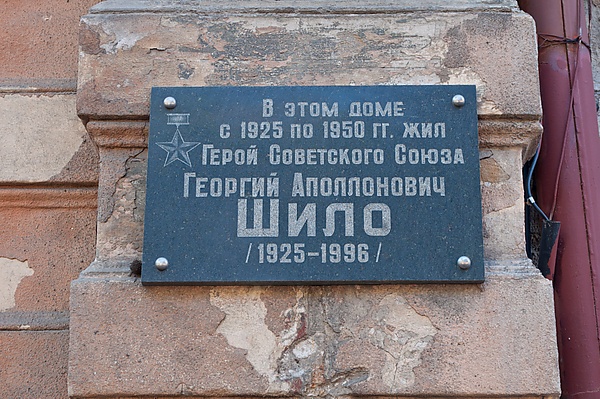 В этом доме
с 1925 по 1950 гг. жил
Герой Советского Союза
Георгий Аполлонович
Шило
/1925-1996/